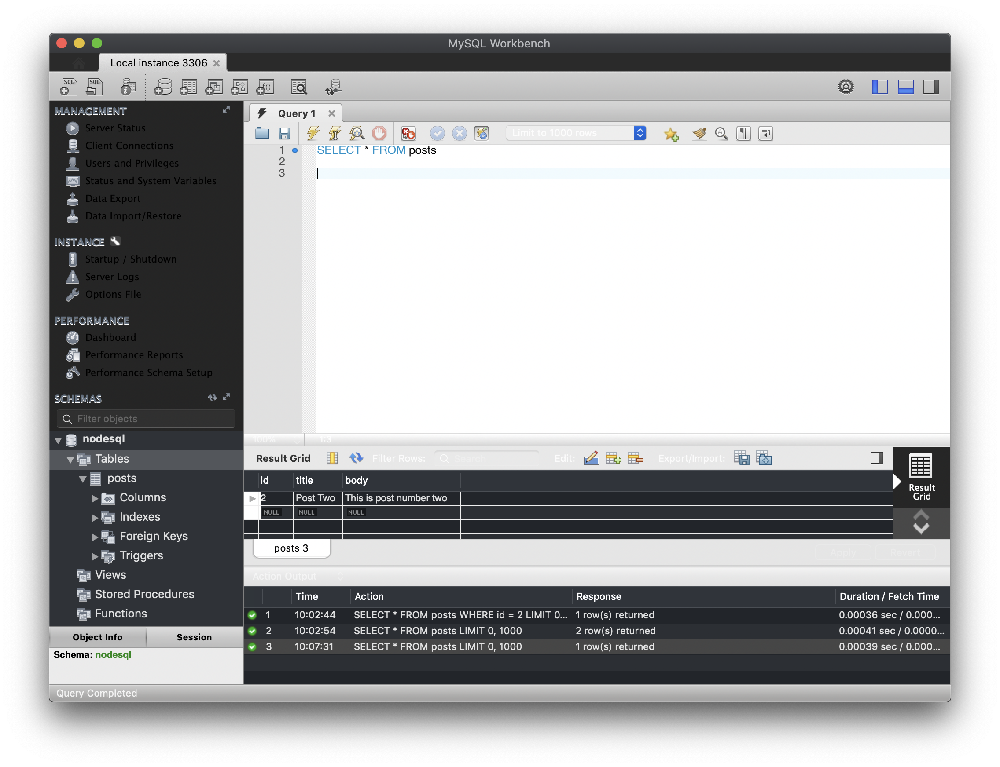 MySQL Workbench
Local instance 3306
SQL SQL
MANAGEMENT
Server Status
Client Connections
Users and Privileges
Status and System Variables
Data Export
Data Import/Restore
INSTANCE
Startup / Shutdown
Server Logs
Options File
PERFORMANCE
Dashboard
Performance Reports
Performance Schema Setup
SCHEMAS
Filter objects
nodesql
Tables
posts
Columns
Indexes
Foreign Keys
Triggers
Views
Stored Procedures
Functions
Object Info Session
Schema: nodesql
Query 1
Limit to 1000 rows
1 SELECT * FROM posts
2
3
100% 1:3
Result Grid Filter Rows: Search Edit: Export/Import:
id title body
2 Post Two This is post number two
NULL NULL NULL
Result
Grid
posts 3 Apply Revert
Action Output
Time Action Response Duration / Fetch Time
1 10:02:44 SELECT * FROM posts WHERE id = 2 LIMIT 0... 1 row(s) returned 0.00036 sec / 0.000...
2 10:02:54 SELECT * FROM posts LIMIT 0, 1000 2 row(s) returned 0.00041 sec / 0.0000...
3 10:07:31 SELECT * FROM posts LIMIT 0, 1000 1 row(s) returned 0.00039 sec / 0.000...
Query Completed